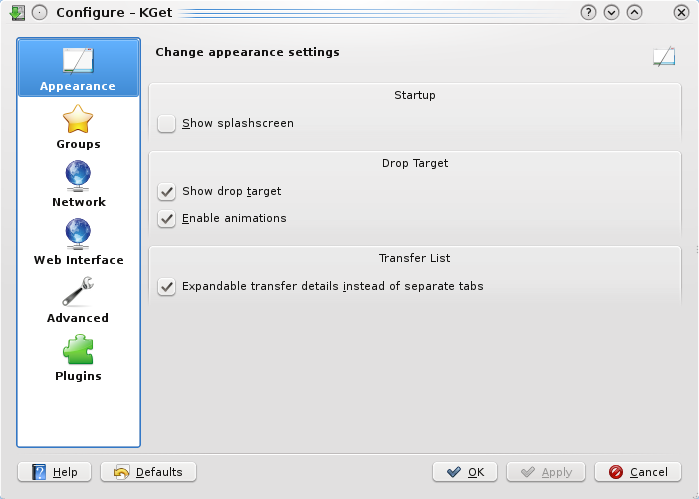 Configure – KGet
Appearance
Groups
Network
Web Interface
Advanced
Plugins
Change appearance settings
Startup
Show splashscreen
Drop Target
Show drop target
Enable animations
Transfer List
Expandable transfer details instead of separate tabs
Help
Defaults
OK
Apply
Cancel